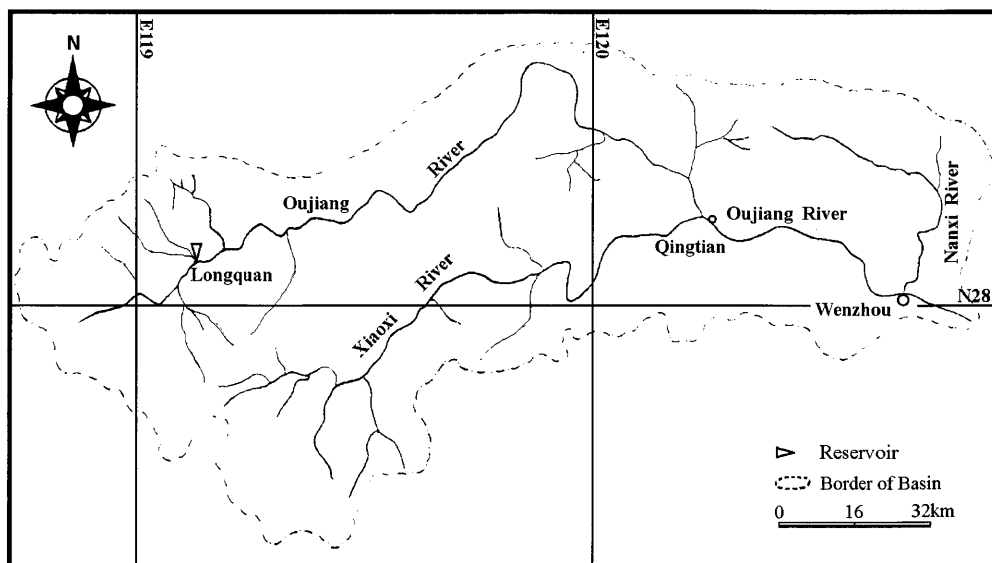 N
E119
E120
Oujiang River
Nanxi River
Oujiang River
Qingtian
Longquan
Xiaoxi River
N28
Wenzhou
Reservoir
Border of Basin
0 16 32km